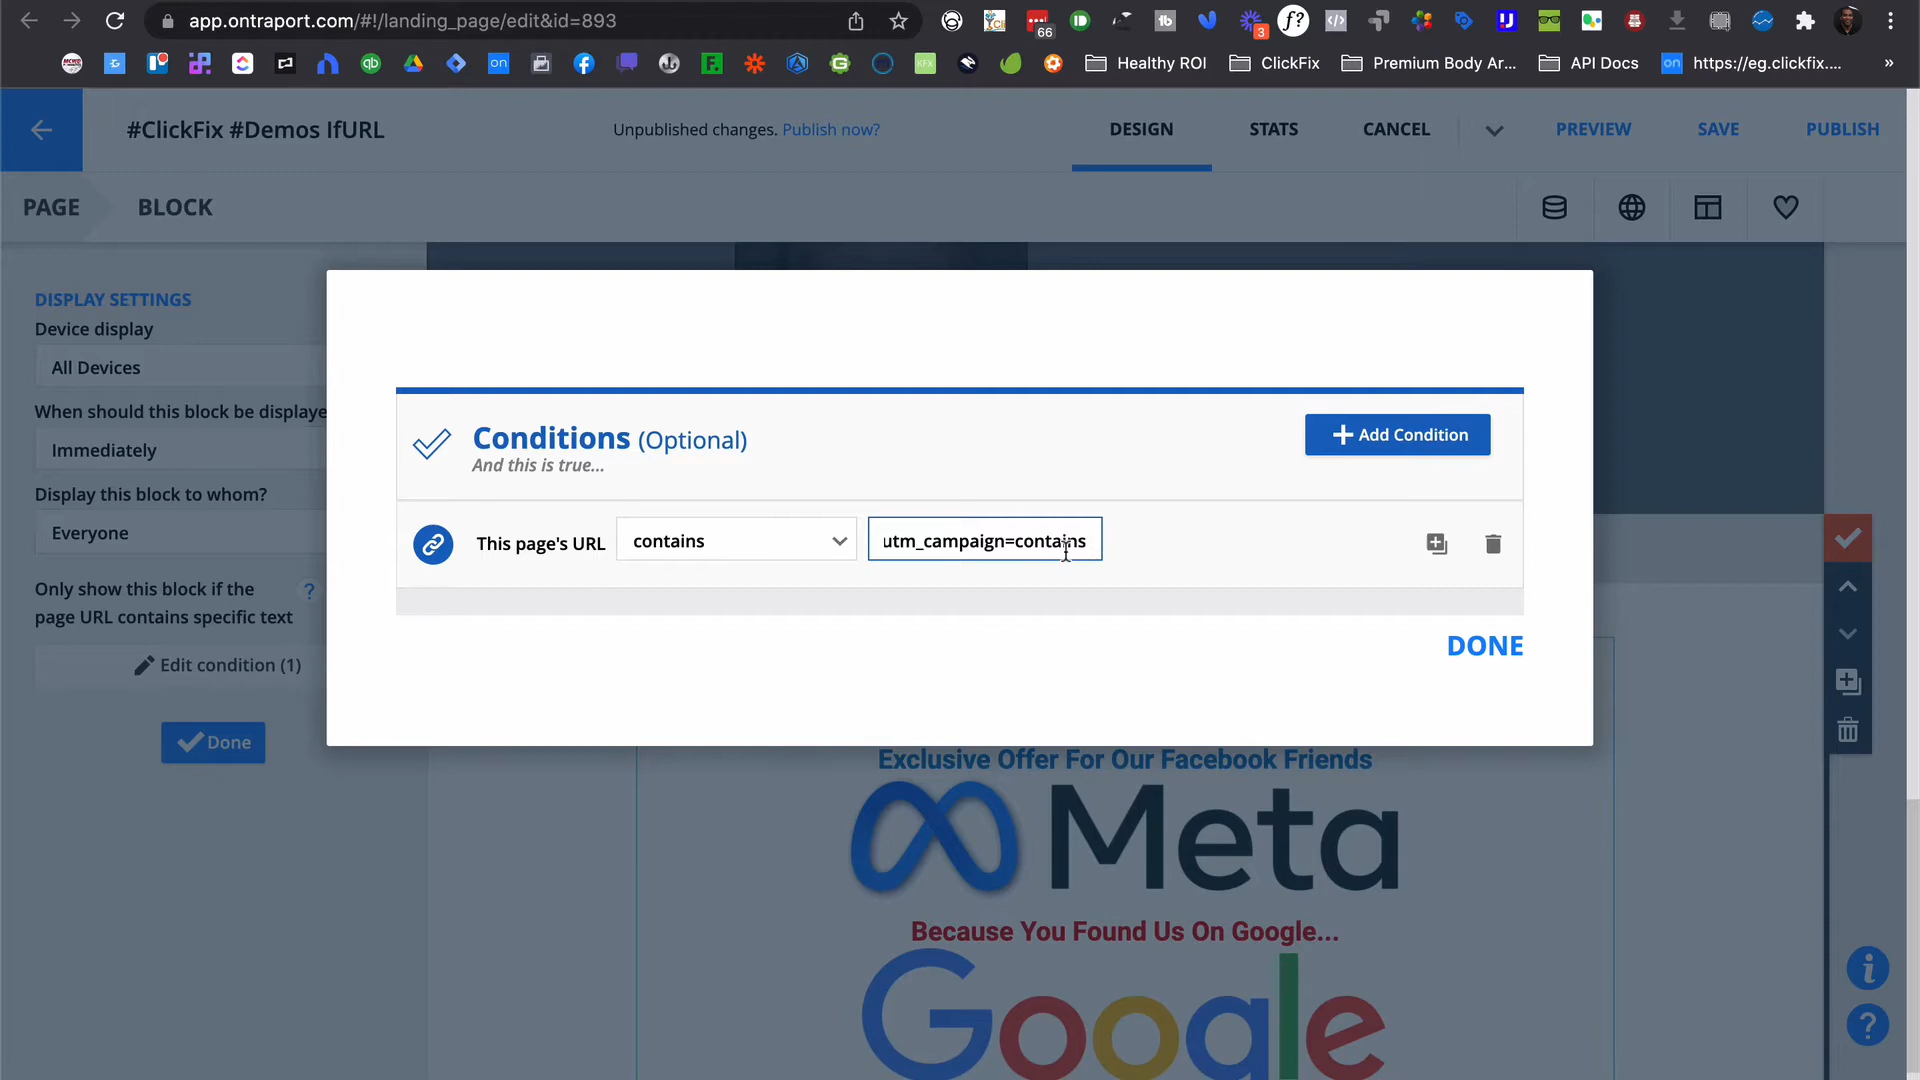 app.ontraport.com/#!/landing_page/edit&id=893
66
3
Healthy ROI
ClickFix
Premium Body Ar...
API Docs
on
https://eg.clickfix....
»
#ClickFix #Demos IfURL
Unpublished changes. Publish now?
DESIGN
STATS
CANCEL
PREVIEW
SAVE
PUBLISH
PAGE
BLOCK
DISPLAY SETTINGS
Device display
All Devices
When should this block be displaye
Immediately
Display this block to whom?
Everyone
Only show this block if the
page URL contains specific text
?
Edit condition (1)
Done
Conditions (Optional)
And this is true...
Add Condition
This page's URL
contains
utm_campaign=contains
DONE
Exclusive Offer For Our Facebook Friends
Meta
Because You Found Us On Google...
Google
i
?